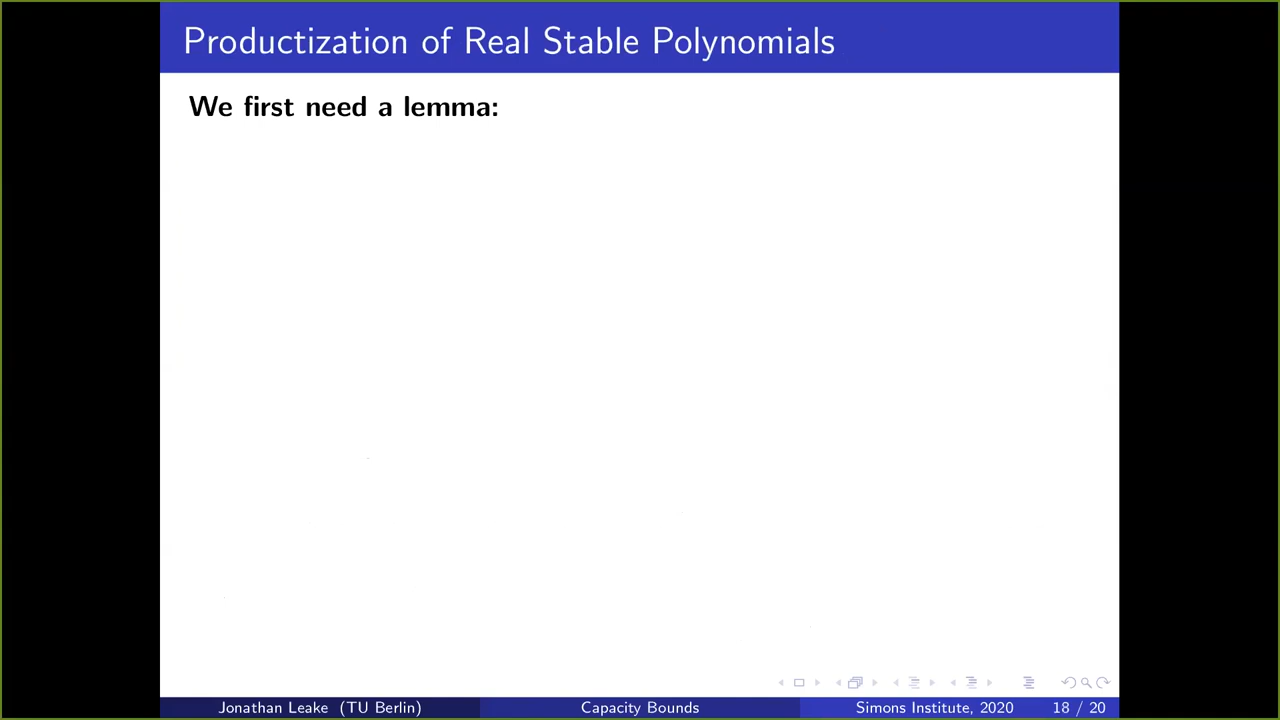 Productization of Real Stable Polynomials
We first need a lemma:
Jonathan Leake (TU Berlin)
Capacity Bounds
Simons Institute, 2020
18 / 20